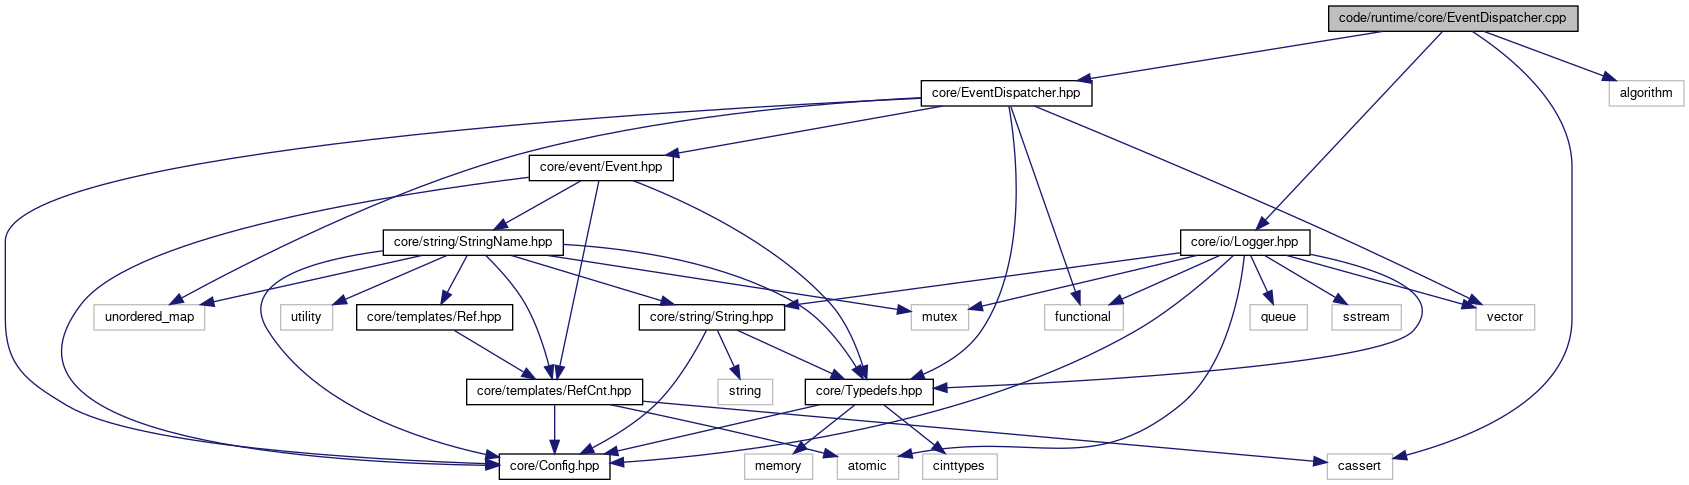 code/runtime/core/EventDispatcher.cpp
core/EventDispatcher.hpp
algorithm
core/event/Event.hpp
core/string/StringName.hpp
core/io/Logger.hpp
unordered_map
utility
core/templates/Ref.hpp
core/string/String.hpp
mutex
functional
queue
sstream
vector
core/templates/RefCnt.hpp
string
core/Typedefs.hpp
core/Config.hpp
memory
atomic
cinttypes
cassert